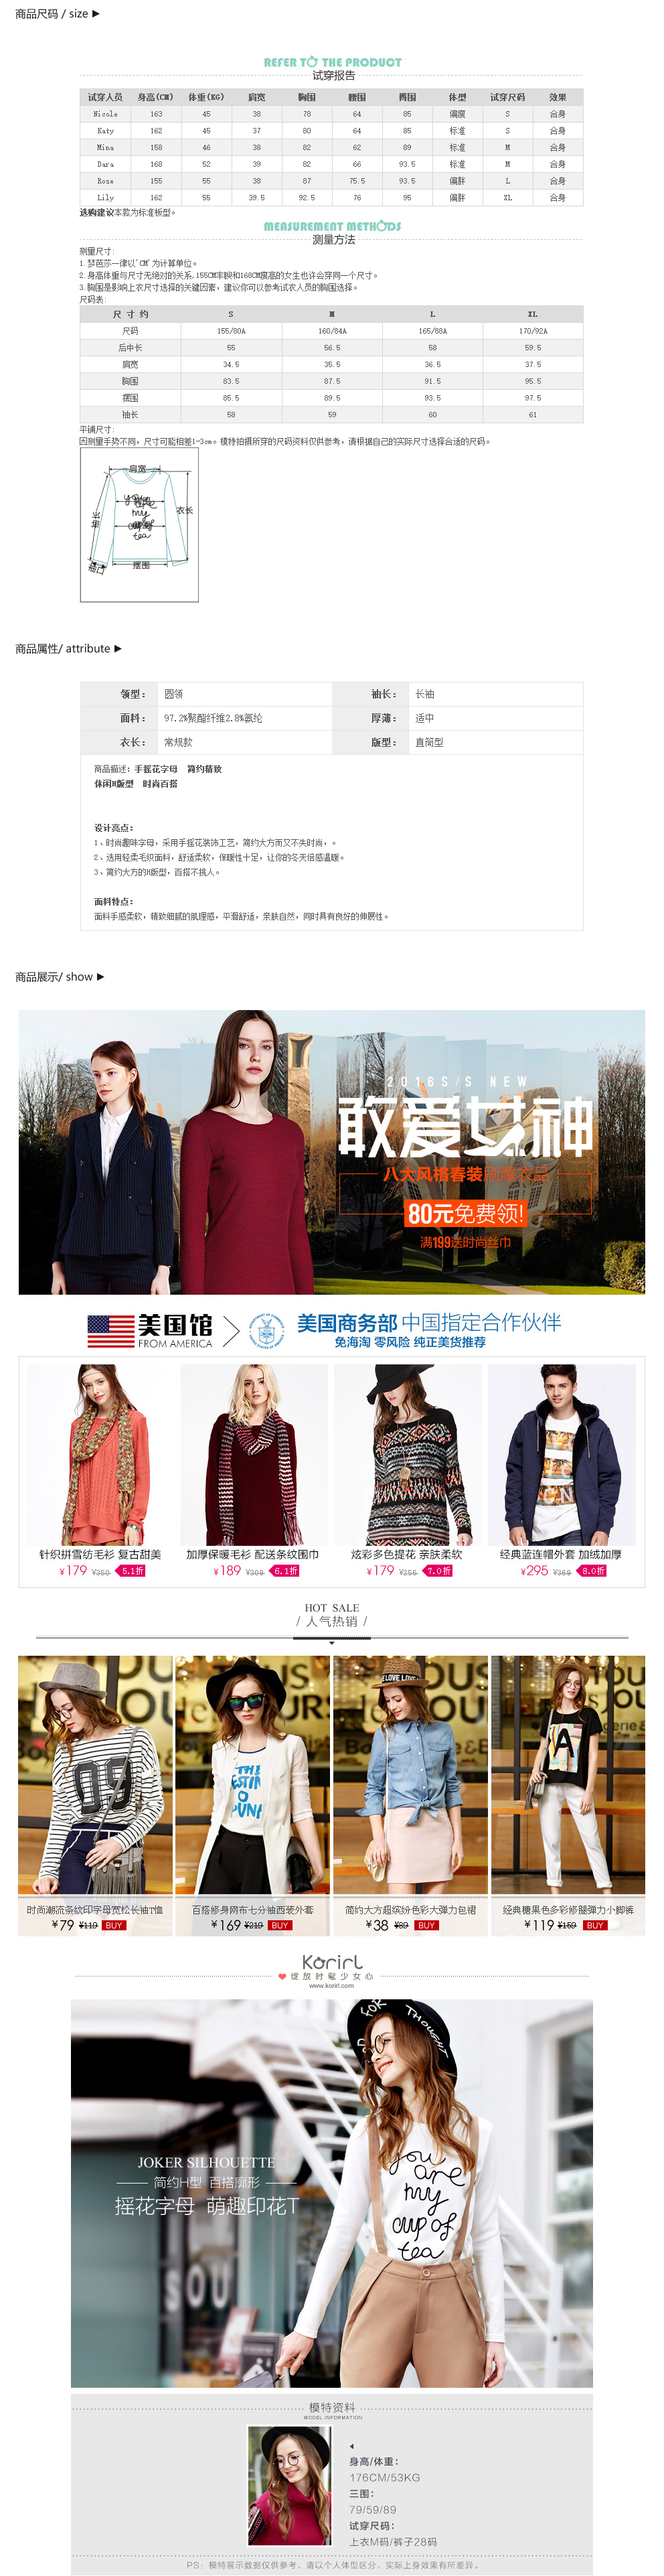 商品尺码 / size ▶
REFER TO THE PRODUCT
试穿报告
试穿人员 身高(CM) 体重(KG) 肩宽 胸围 腰围 臀围 体型 试穿尺码 效果
Nicole 163 45 38 78 64 85 偏瘦 S 合身
Katy 162 45 37 80 64 85 标准 S 合身
Mina 158 46 38 82 62 89 标准 M 合身
Dara 168 52 39 82 66 93.5 标准 M 合身
Rose 155 55 38 87 75.5 93.5 偏胖 L 合身
Lily 162 55 39.5 92.5 76 95 偏胖 XL 合身
选购建议本款为标准板型。
MEASUREMENT METHODS
测量方法
测量尺寸:
1.梦芭莎一律以'CM'为计算单位。
2.身高体重与尺寸无绝对的关系,155CM丰腴和168CM骨感的女生也许会穿同一个尺寸。
3.胸围是影响上衣尺寸选择的关键因素，建议你可以参考试衣人员的胸围选择。
尺码表:
尺 寸 约 S M L XL
尺码 155/80A 160/84A 165/88A 170/92A
后中长 55 56.5 58 59.5
肩宽 34.5 35.5 36.5 37.5
胸围 83.5 87.5 91.5 95.5
摆围 85.5 89.5 93.5 97.5
袖长 58 59 60 61
平铺尺寸:
因测量手势不同，尺寸可能相差1-3cm。模特拍摄所穿的尺码资料仅供参考，请根据自己的实际尺寸选择合适的尺码。
肩宽
you are my cup of tea
袖长
衣长
袖口
摆围
商品属性/ attribute ▶
领型: 圆领 袖长: 长袖
面料: 97.2%聚酯纤维2.8%氨纶 厚薄: 适中
衣长: 常规款 版型: 直筒型
商品描述: 手摇花字母 简约精致
休闲H版型 时尚百搭
设计亮点:
1、时尚趣味字母，采用手摇花装饰工艺，简约大方而又不失时尚，。
2、选用轻柔毛织面料，舒适柔软，保暖性十足，让你的冬天倍感温暖。
3、简约大方的H版型，百搭不挑人。
面料特点:
面料手感柔软，精致细腻的肌理感，平滑舒适，亲肤自然，同时具有良好的伸展性。
商品展示/ show ▶
2016 S/S NEW
敢爱女神
八大风格春装刷爆衣品
80元免费领!
满199送时尚丝巾
美国馆
FROM AMERICA
美国商务部 中国指定合作伙伴
免海淘 零风险 纯正美货推荐
针织拼雪纺毛衫 复古甜美
¥179 ¥350 5.1折
加厚保暖毛衫 配送条纹围巾
¥189 ¥309 6.1折
炫彩多色提花 亲肤柔软
¥179 ¥256 7.0折
经典蓝连帽外套 加绒加厚
¥295 ¥369 8.0折
HOT SALE
/ 人气热销 /
09
LOVE LOVE
A
时尚潮流条纹印字母宽松长袖T恤
¥79 ¥119 BUY
百搭修身网布七分袖西装外套
¥169 ¥219 BUY
简约大方超缤纷色彩大弹力包裙
¥38 ¥89 BUY
经典糖果色多彩修腿弹力小脚裤
¥119 ¥159 BUY
Korirl
绽放时髦少女心
www.korirl.com
FOR THOUGHT
JOKER SILHOUETTE
简约H型 百搭廓形
摇花字母 萌趣印花T
you
are
my
cup of
tea
SOU
模特资料
MODEL INFORMATION
身高/体重:
176CM/53KG
三围:
79/59/89
试穿尺码:
上衣M码/裤子28码
PS: 模特展示数据仅供参考，请以个人体型区分，实际上身效果有所差异。